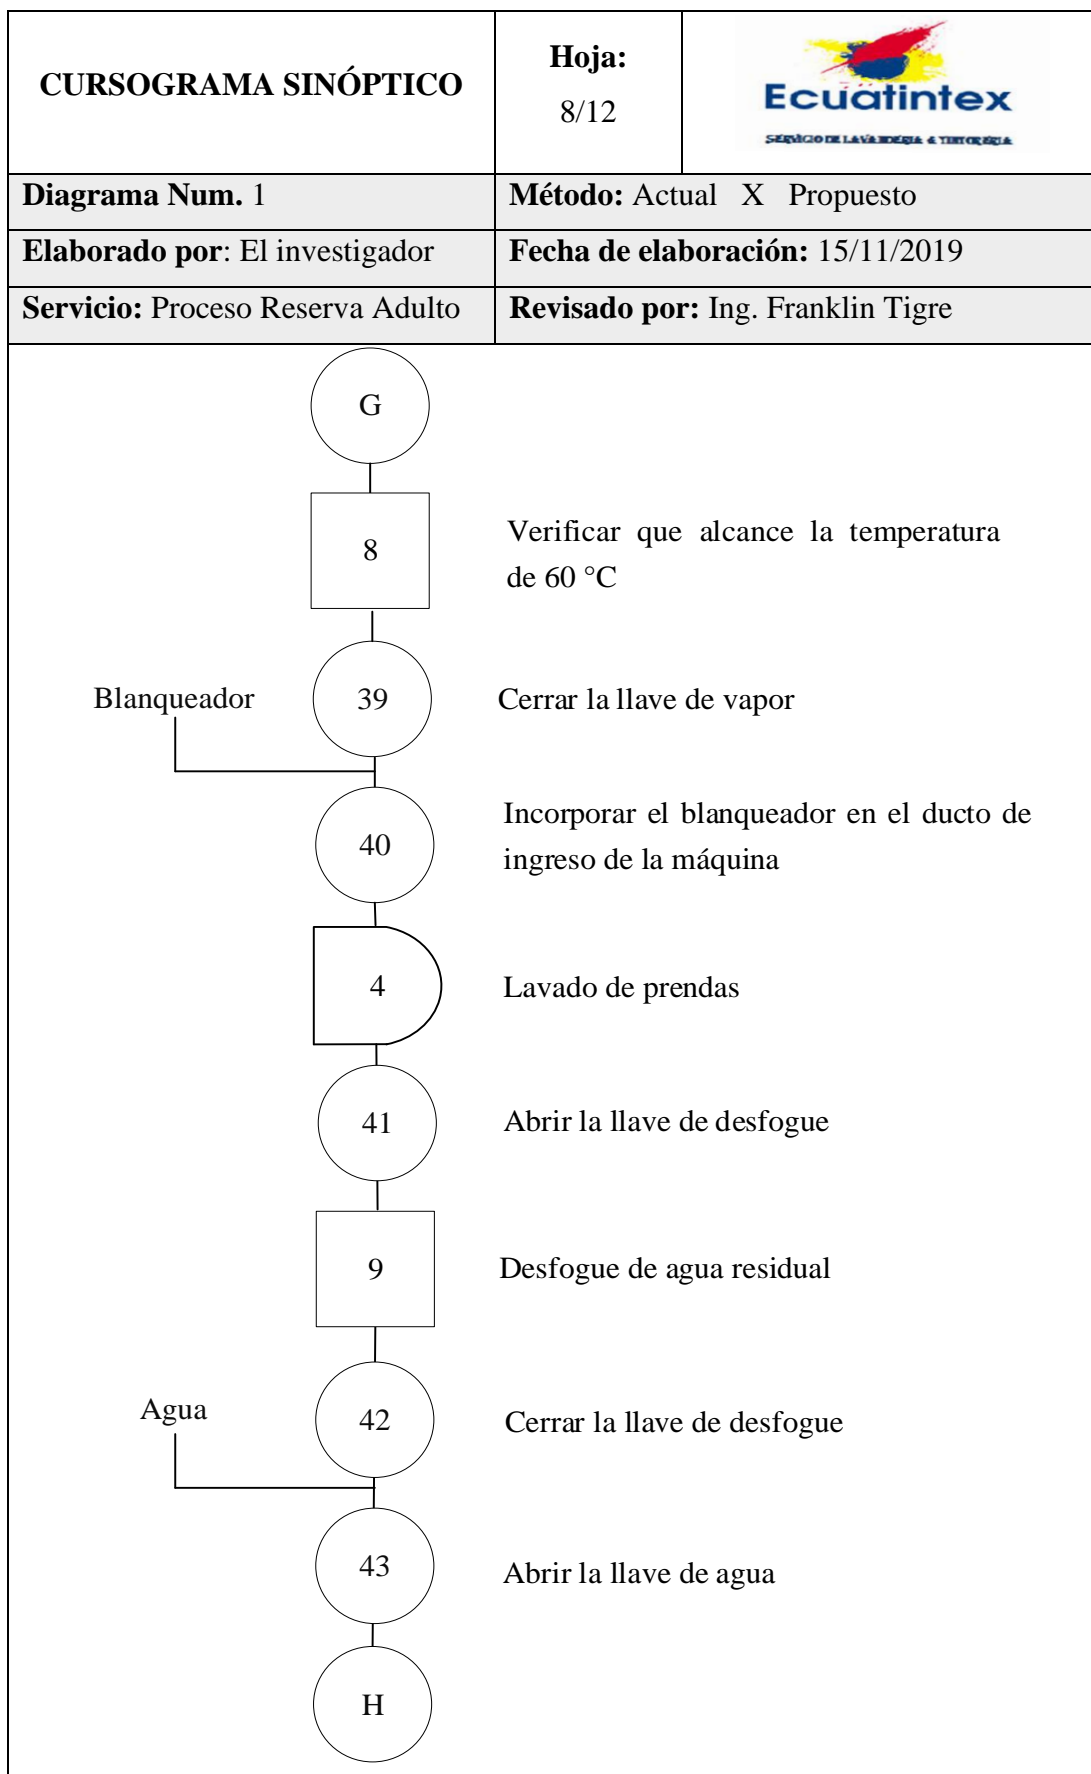 CURSOGRAMA SINÓPTICO
Hoja:
8/12
Ecuatintex
SERVICIO DE LAVANDERIA & TINTORERIA
Diagrama Num. 1
Método: Actual X Propuesto
Elaborado por: El investigador
Fecha de elaboración: 15/11/2019
Servicio: Proceso Reserva Adulto
Revisado por: Ing. Franklin Tigre
G
8
Verificar que alcance la temperatura
de 60 °C
Blanqueador
39
Cerrar la llave de vapor
40
Incorporar el blanqueador en el ducto de
ingreso de la máquina
4
Lavado de prendas
41
Abrir la llave de desfogue
9
Desfogue de agua residual
Agua
42
Cerrar la llave de desfogue
43
Abrir la llave de agua
H